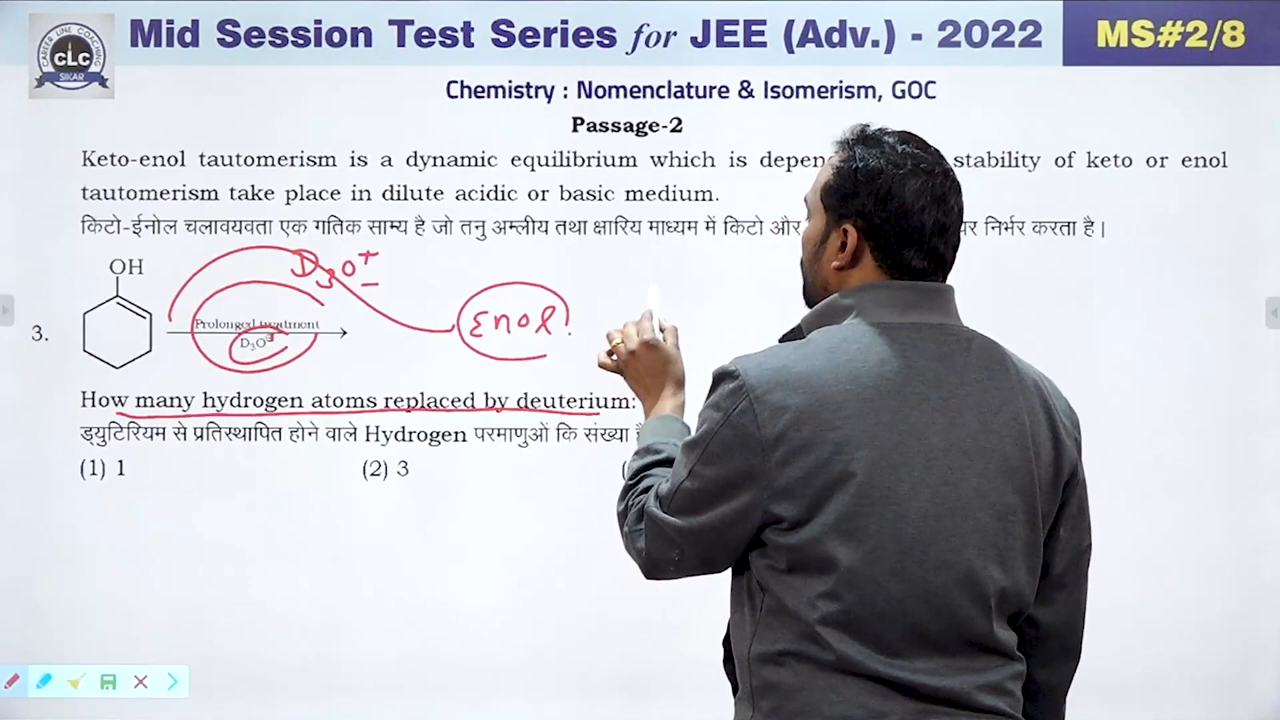 CAREER LINE COACHING
CLC
SIKAR
Mid Session Test Series for JEE (Adv.) - 2022
MS#2/8
Chemistry : Nomenclature & Isomerism, GOC
Passage-2
Keto-enol tautomerism is a dynamic equilibrium which is depen stability of keto or enol
tautomerism take place in dilute acidic or basic medium.
किटो-ईनोल चलावयवता एक गतिक साम्य है जो तनु अम्लीय तथा क्षारिय माध्यम में किटो और पर निर्भर करता है।
OH
D₃O⁺
Enol
3.
Prolonged treatment
D₃O⊕
How many hydrogen atoms replaced by deuterium:
ड्युटिरियम से प्रतिस्थापित होने वाले Hydrogen परमाणुओं कि संख्या
(1) 1
(2) 3